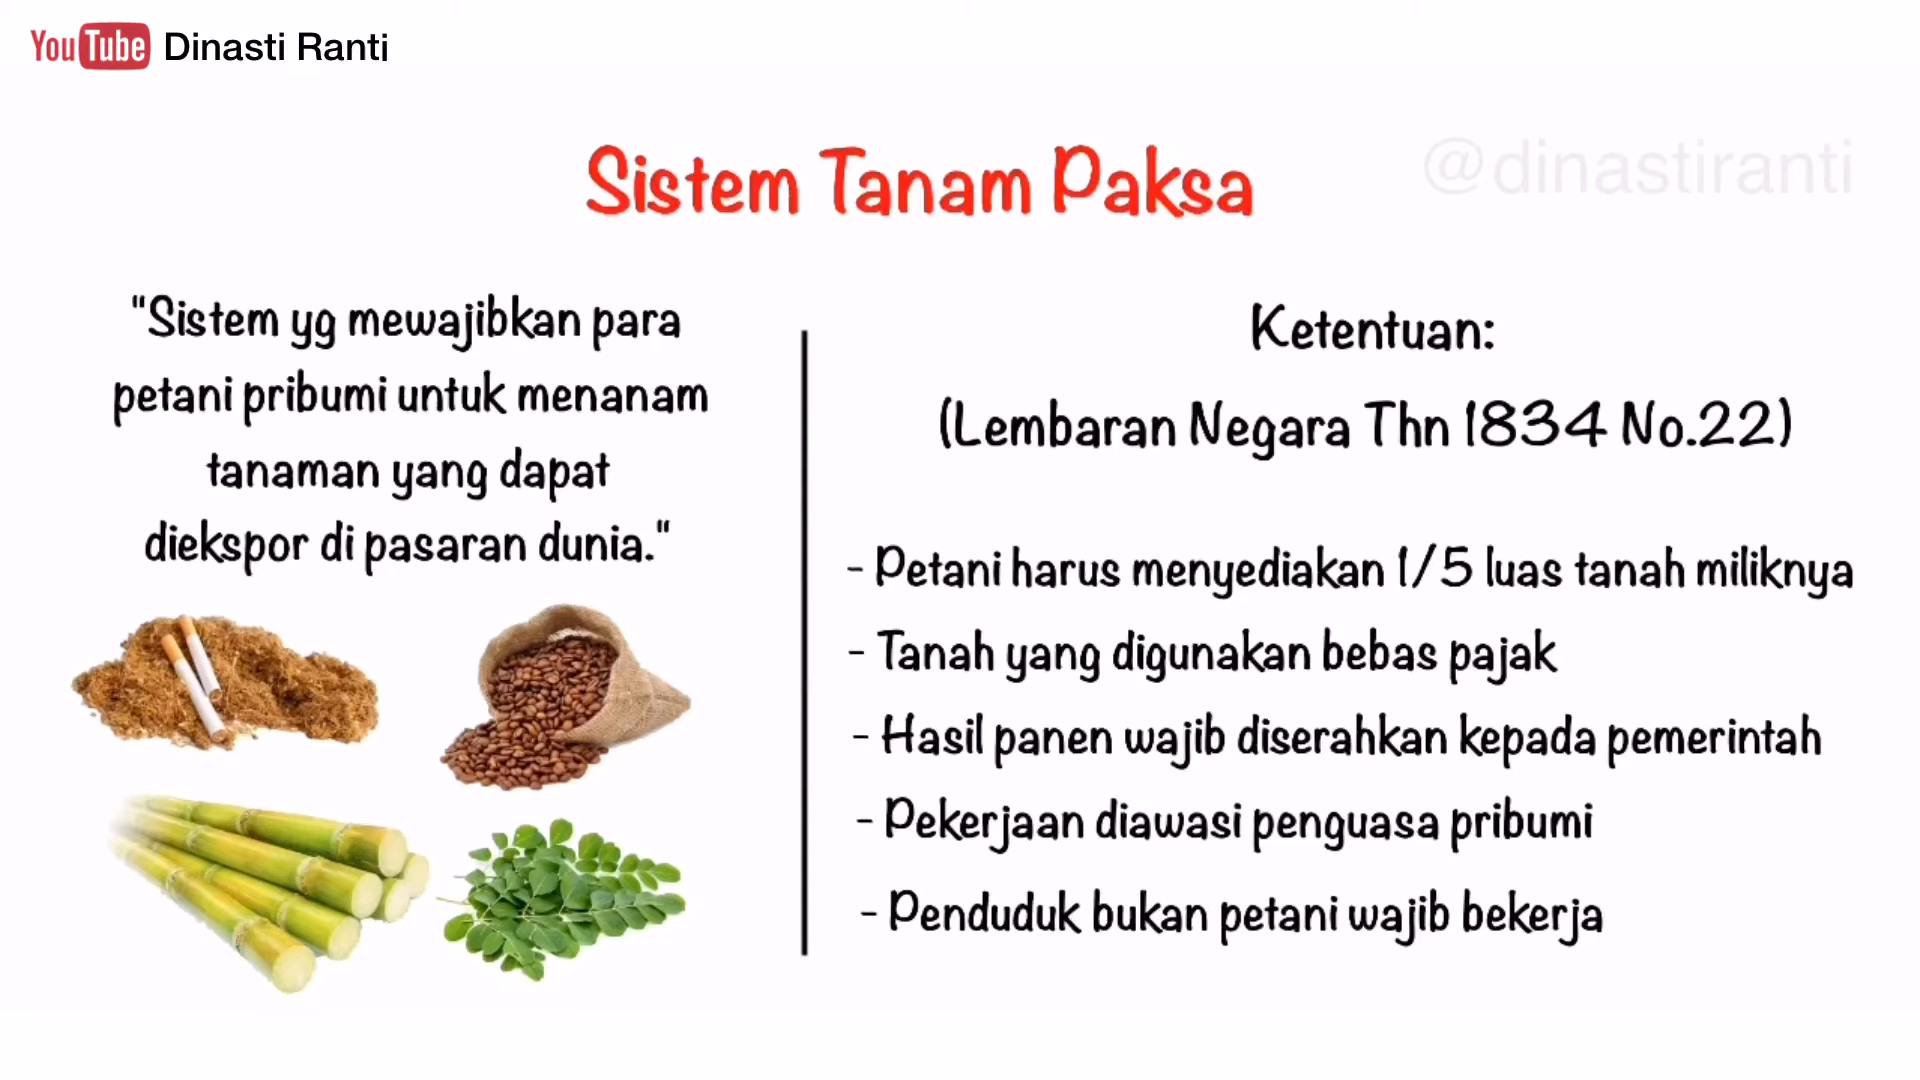 YouTube Dinasti Ranti
@dinastiranti
Sistem Tanam Paksa
"Sistem yg mewajibkan para
petani pribumi untuk menanam
tanaman yang dapat
diekspor di pasaran dunia."
Ketentuan:
(Lembaran Negara Thn 1834 No.22)
- Petani harus menyediakan 1/5 luas tanah miliknya
- Tanah yang digunakan bebas pajak
- Hasil panen wajib diserahkan kepada pemerintah
- Pekerjaan diawasi penguasa pribumi
- Penduduk bukan petani wajib bekerja